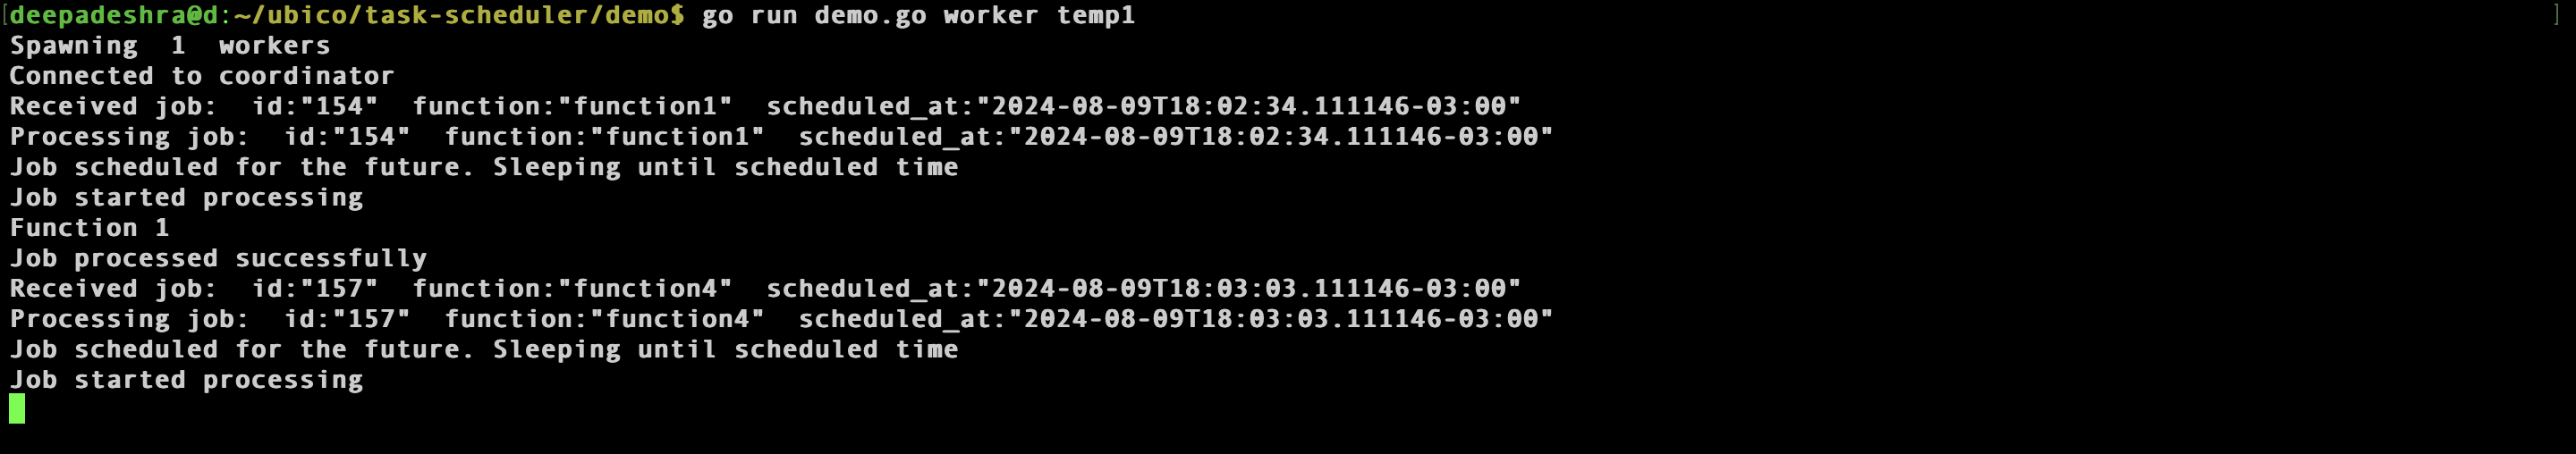 [deepadeshra@d:~/ubico/task-scheduler/demo$ go run demo.go worker temp1 ]
Spawning  1  workers
Connected to coordinator
Received job:  id:"154"  function:"function1"  scheduled_at:"2024-08-09T18:02:34.111146-03:00"
Processing job:  id:"154"  function:"function1"  scheduled_at:"2024-08-09T18:02:34.111146-03:00"
Job scheduled for the future. Sleeping until scheduled time
Job started processing
Function 1
Job processed successfully
Received job:  id:"157"  function:"function4"  scheduled_at:"2024-08-09T18:03:03.111146-03:00"
Processing job:  id:"157"  function:"function4"  scheduled_at:"2024-08-09T18:03:03.111146-03:00"
Job scheduled for the future. Sleeping until scheduled time
Job started processing